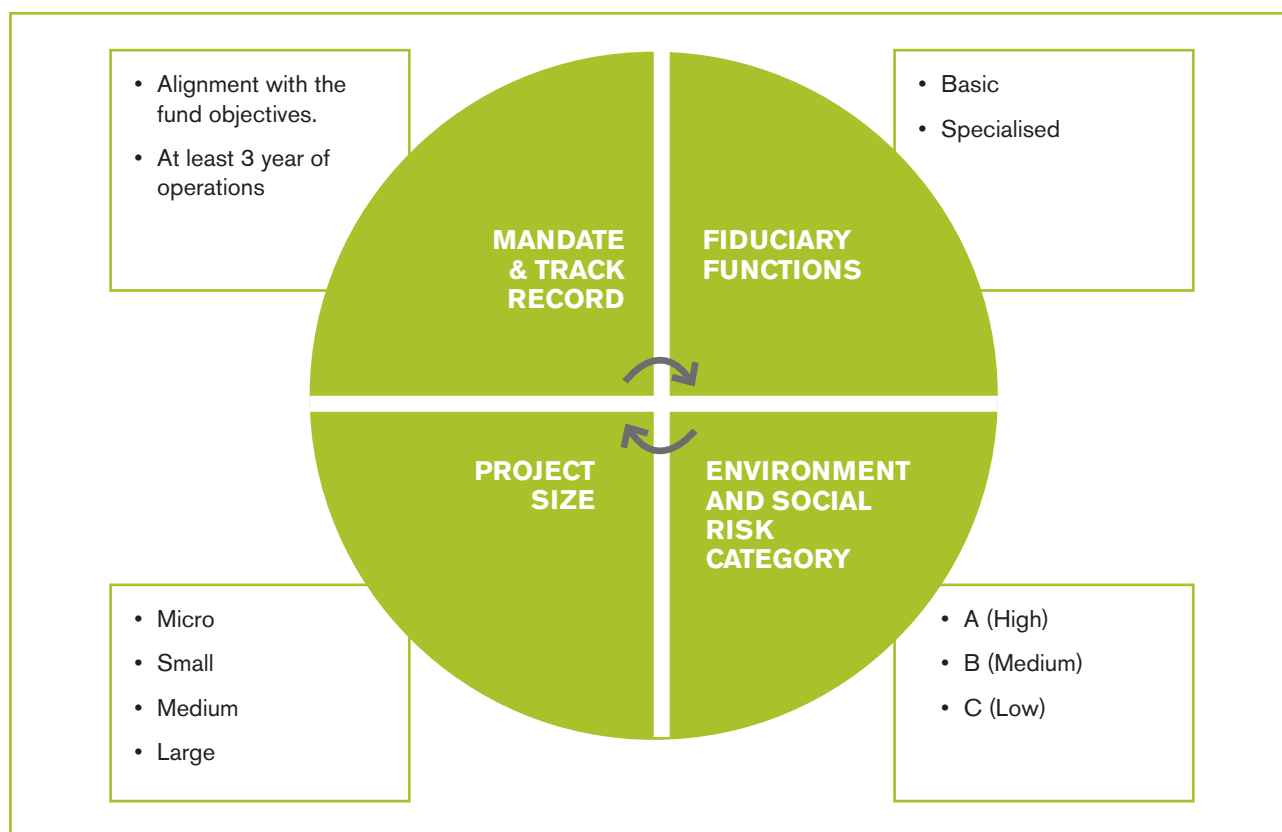 • Alignment with the
fund objectives.
• At least 3 year of
operations
• Basic
• Specialised
MANDATE
& TRACK
RECORD
FIDUCIARY
FUNCTIONS
PROJECT
SIZE
ENVIRONMENT
AND SOCIAL
RISK
CATEGORY
• Micro
• Small
• Medium
• Large
• A (High)
• B (Medium)
• C (Low)